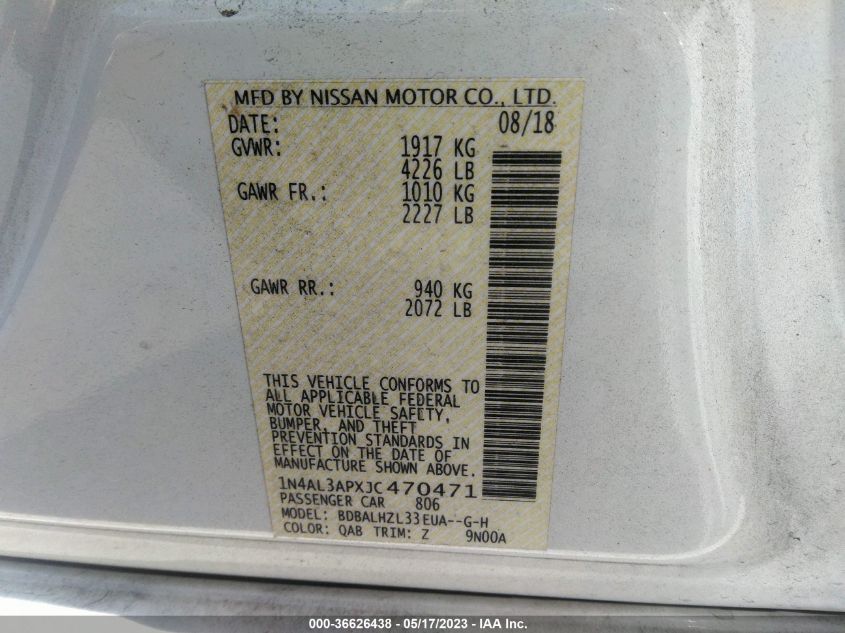 MFD BY NISSAN MOTOR CO., LTD.
DATE: 08/18
GVWR: 1917 KG
4226 LB
GAWR FR.: 1010 KG
2227 LB
GAWR RR.: 940 KG
2072 LB
THIS VEHICLE CONFORMS TO
ALL APPLICABLE FEDERAL
MOTOR VEHICLE SAFETY,
BUMPER, AND THEFT
PREVENTION STANDARDS IN
EFFECT ON THE DATE OF
MANUFACTURE SHOWN ABOVE.
1N4AL3APXJC470471
PASSENGER CAR 806
MODEL: BDBALHZL33EUA--G-H
COLOR: QAB TRIM: Z 9N00A
000-36626438 - 05/17/2023 - © IAA Inc.